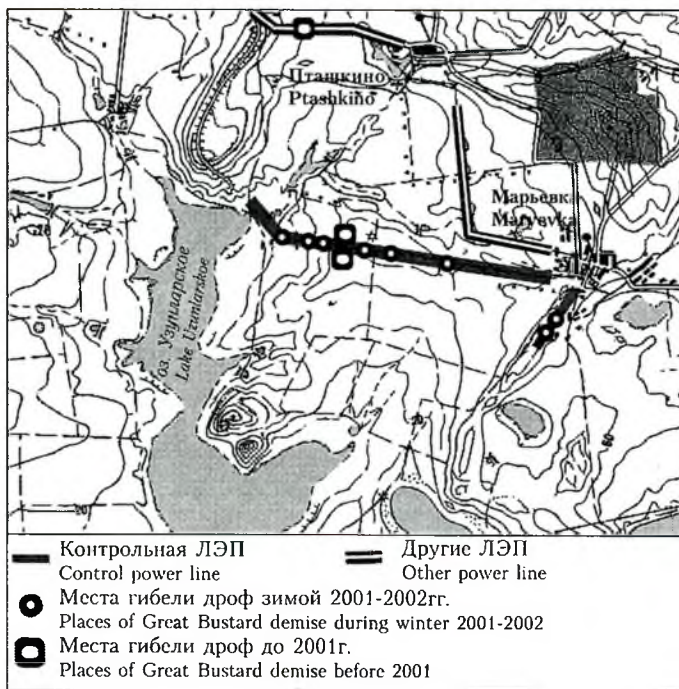 Пташкино
Ptashkino
Марьевка
Maryevka
оз. Узунларское
Lake Uzunlarskoe
20
60
Контрольная ЛЭП
Control power line
Другие ЛЭП
Other power line
Места гибели дроф зимой 2001-2002гг.
Places of Great Bustard demise during winter 2001-2002
Места гибели дроф до 2001г.
Places of Great Bustard demise before 2001